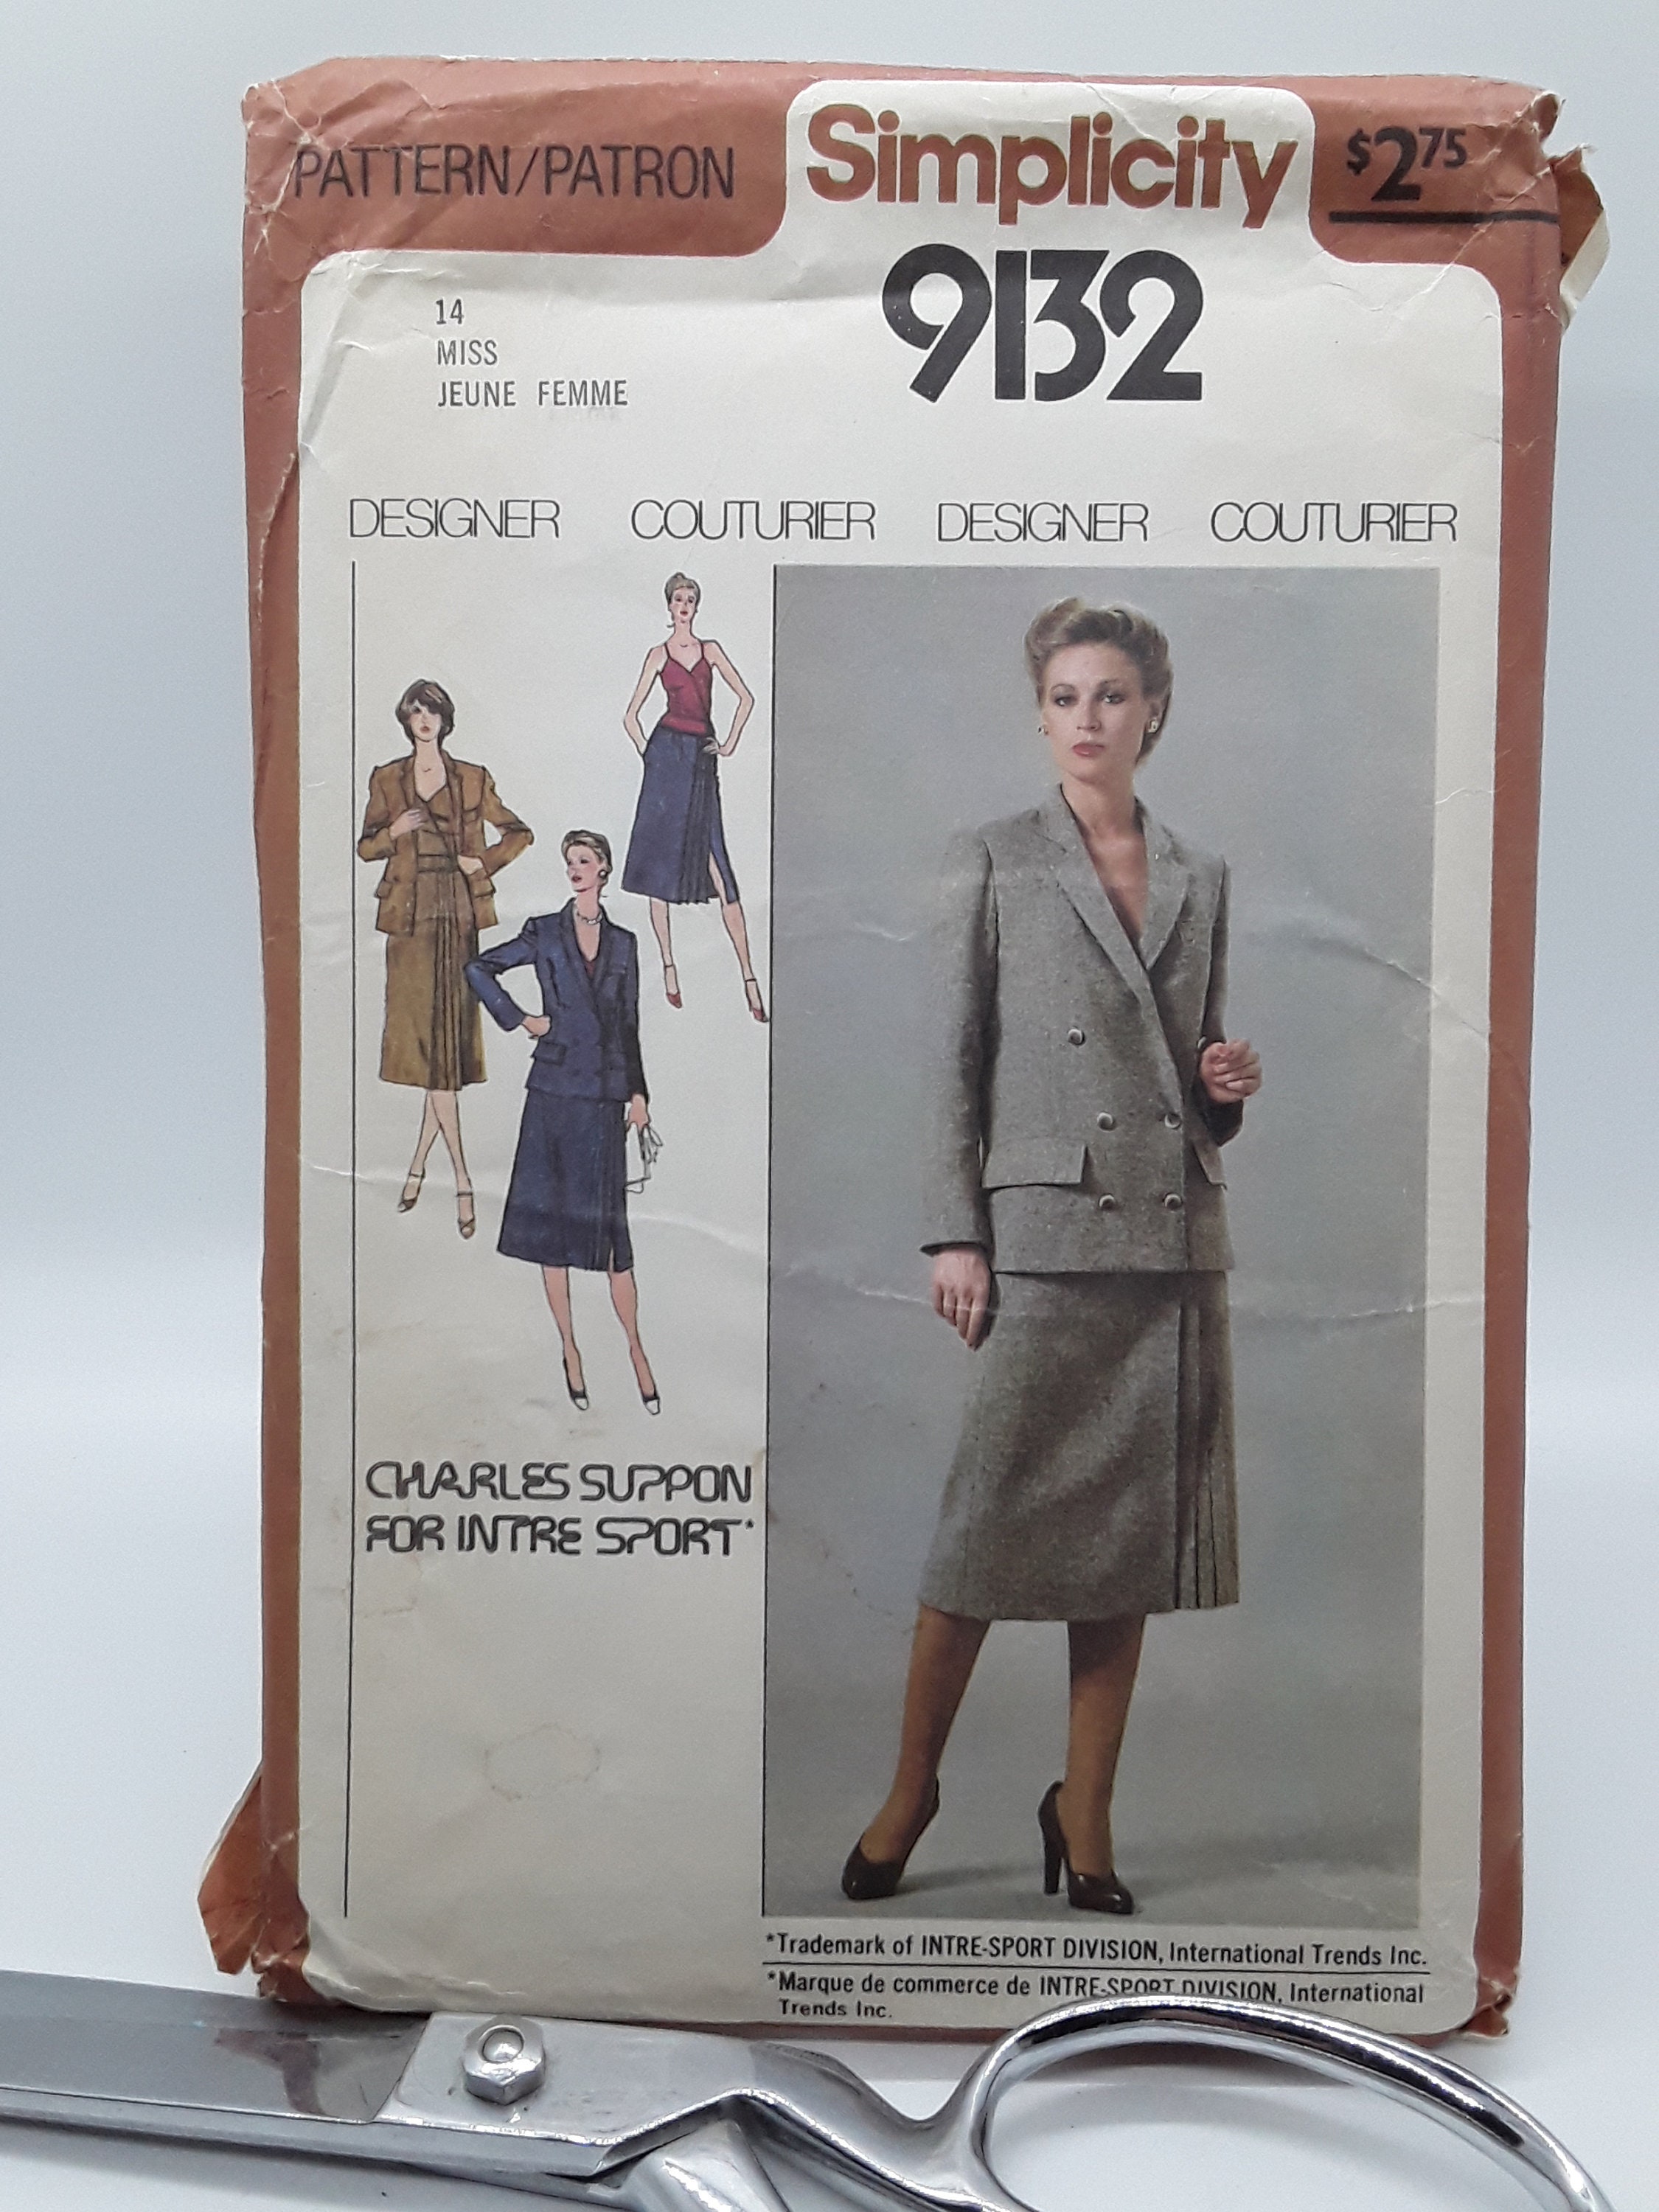 PATTERN/PATRON
Simplicity
$2.75
9132
14
MISS
JEUNE FEMME
DESIGNER COUTURIER DESIGNER COUTURIER
CHARLES SUPPON
FOR INTRE SPORT*
*Trademark of INTRE-SPORT DIVISION, International Trends Inc.
*Marque de commerce de INTRE-SPORT DIVISION, International
Trends Inc.